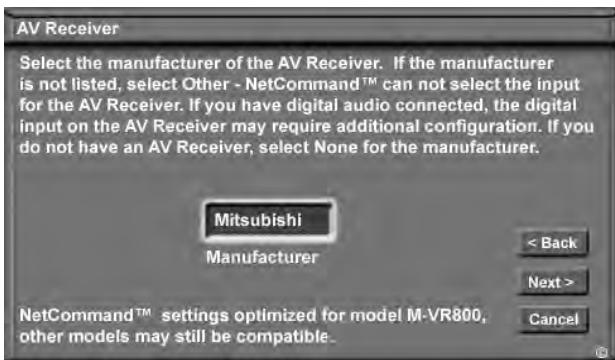 AV Receiver
Select the manufacturer of the AV Receiver. If the manufacturer
is not listed, select Other - NetCommand™ can not select the input
for the AV Receiver. If you have digital audio connected, the digital
input on the AV Receiver may require additional configuration. If you
do not have an AV Receiver, select None for the manufacturer.
Mitsubishi
Manufacturer
< Back
Next >
NetCommand™ settings optimized for model M-VR800,
other models may still be compatible.
Cancel
©